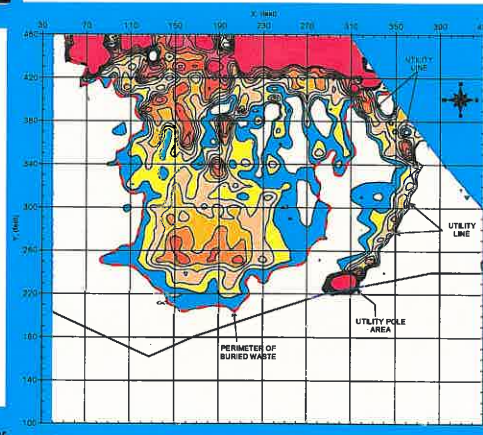 X, (feet)
30 70 110 150 190 230 270 310 350 390
460
420
380
340
300
260
220
180
140
100
Y, (feet)
UTILITY
LINE
UTILITY
LINE
UTILITY POLE
AREA
PERIMETER OF
BURIED WASTE